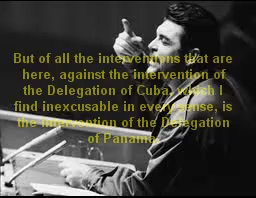 But of all the interventions that are
here, against the intervention of
the Delegation of Cuba, which I
find inexcusable in every sense, is
the intervention of the Delegation
of Panama.